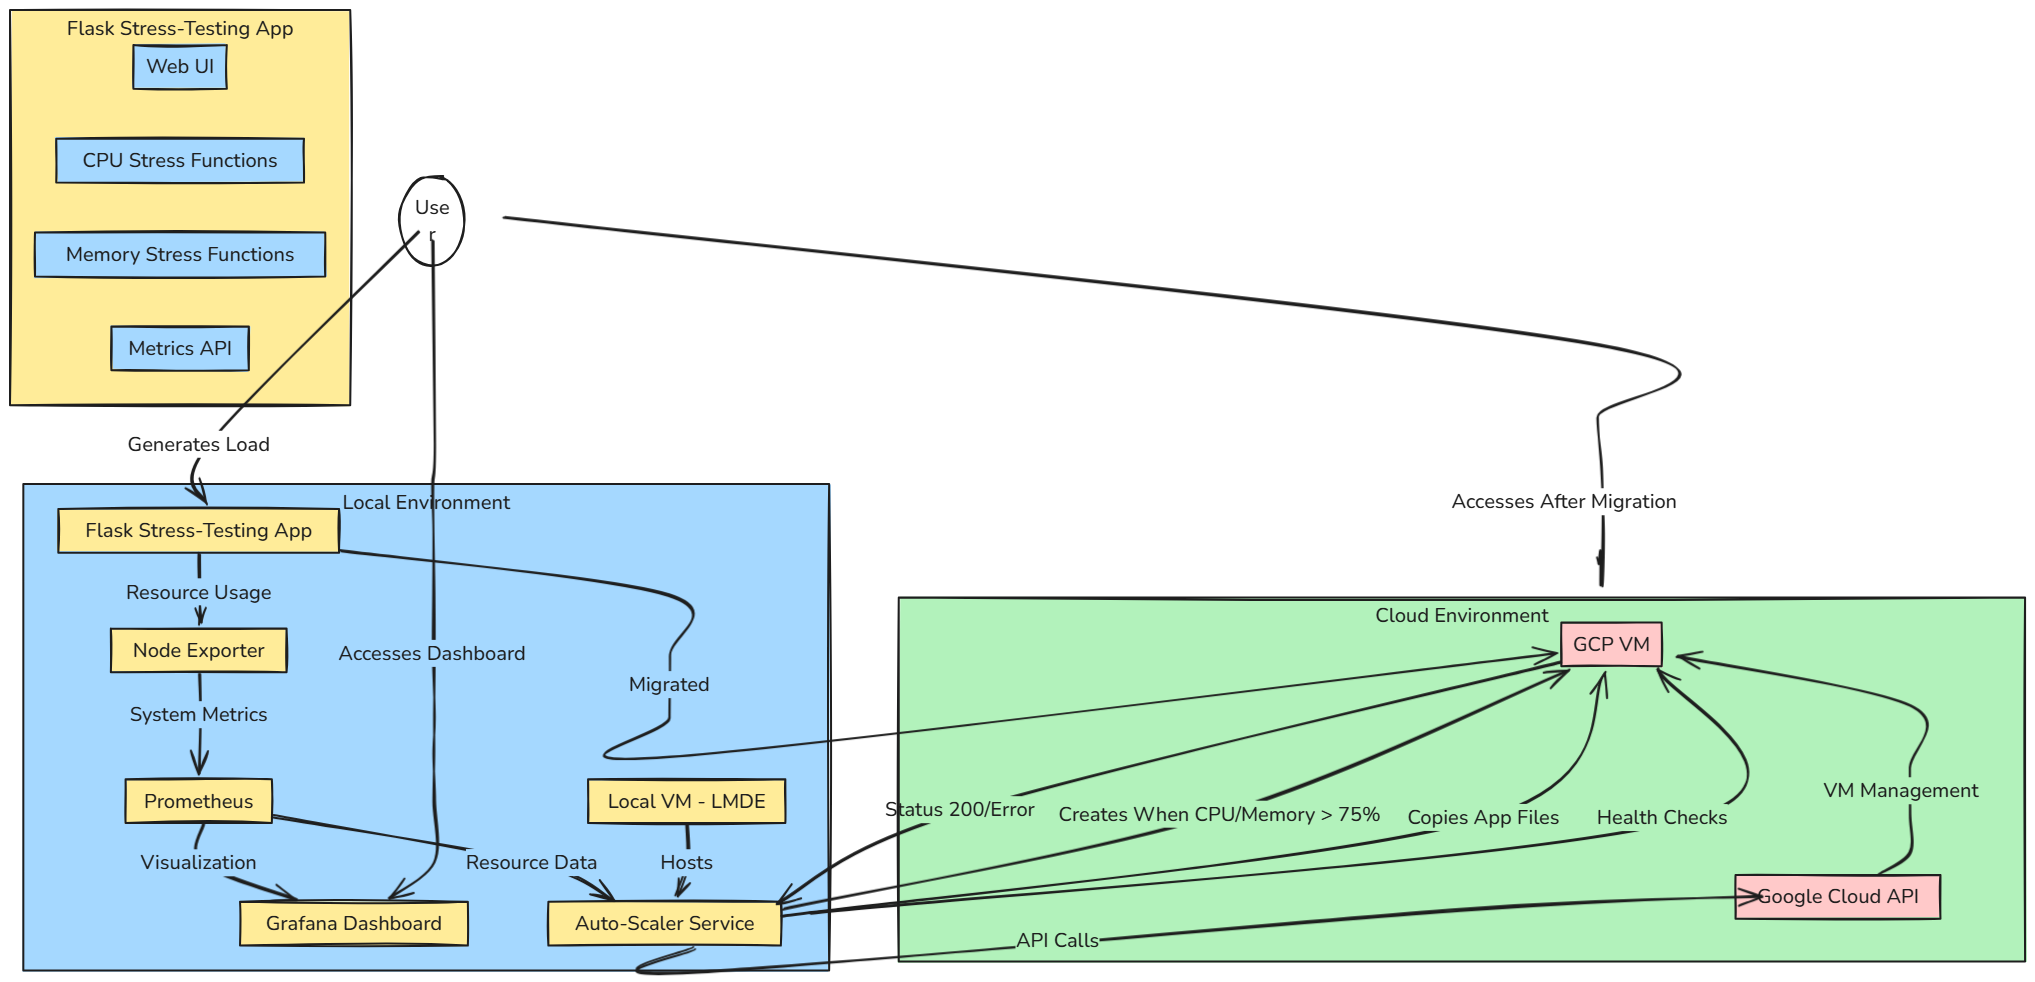 Flask Stress-Testing App
Web UI
CPU Stress Functions
Memory Stress Functions
Metrics API
Use
r
Generates Load
Local Environment
Flask Stress-Testing App
Resource Usage
Node Exporter
System Metrics
Prometheus
Visualization
Grafana Dashboard
Accesses Dashboard
Migrated
Local VM - LMDE
Resource Data
Hosts
Auto-Scaler Service
Accesses After Migration
Cloud Environment
GCP VM
Status 200/Error
Creates When CPU/Memory > 75%
Copies App Files
Health Checks
VM Management
Google Cloud API
API Calls